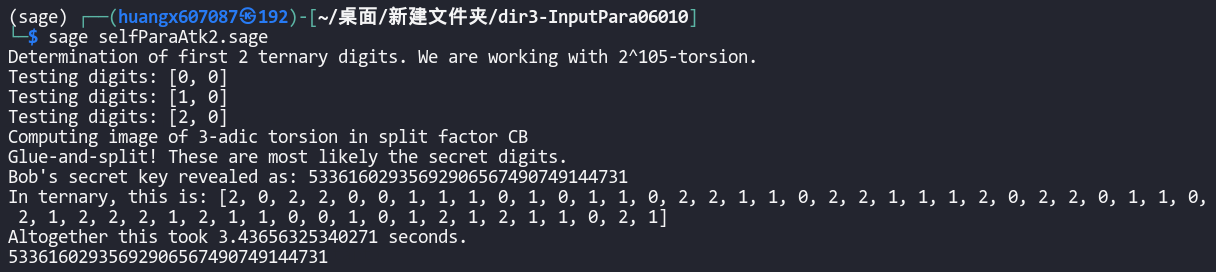 (sage) ┌──(huangx607087㉿192)-[~/桌面/新建文件夹/dir3-InputPara06010]
└─$ sage selfParaAtk2.sage
Determination of first 2 ternary digits. We are working with 2^105-torsion.
Testing digits: [0, 0]
Testing digits: [1, 0]
Testing digits: [2, 0]
Computing image of 3-adic torsion in split factor CB
Glue-and-split! These are most likely the secret digits.
Bob's secret key revealed as: 53361602935692906567490749144731
In ternary, this is: [2, 0, 2, 2, 0, 0, 1, 1, 1, 0, 1, 0, 1, 1, 0, 2, 2, 1, 1, 0, 2, 2, 1, 1, 1, 2, 0, 2, 2, 0, 1, 1, 0,
2, 1, 2, 2, 2, 1, 2, 1, 1, 0, 0, 1, 0, 1, 2, 1, 2, 1, 1, 0, 2, 1]
Altogether this took 3.43656325340271 seconds.
53361602935692906567490749144731